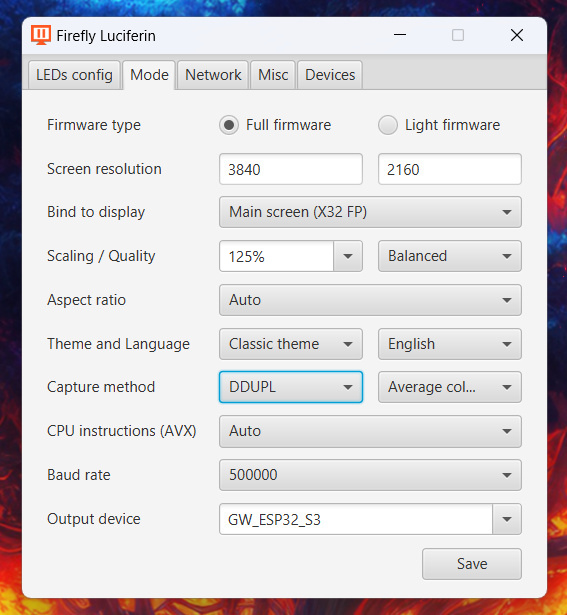 Firefly Luciferin
LEDs config Mode Network Misc Devices
Firmware type Full firmware Light firmware
Screen resolution 3840 2160
Bind to display Main screen (X32 FP)
Scaling / Quality 125% Balanced
Aspect ratio Auto
Theme and Language Classic theme English
Capture method DDUPL Average col...
CPU instructions (AVX) Auto
Baud rate 500000
Output device GW_ESP32_S3
Save